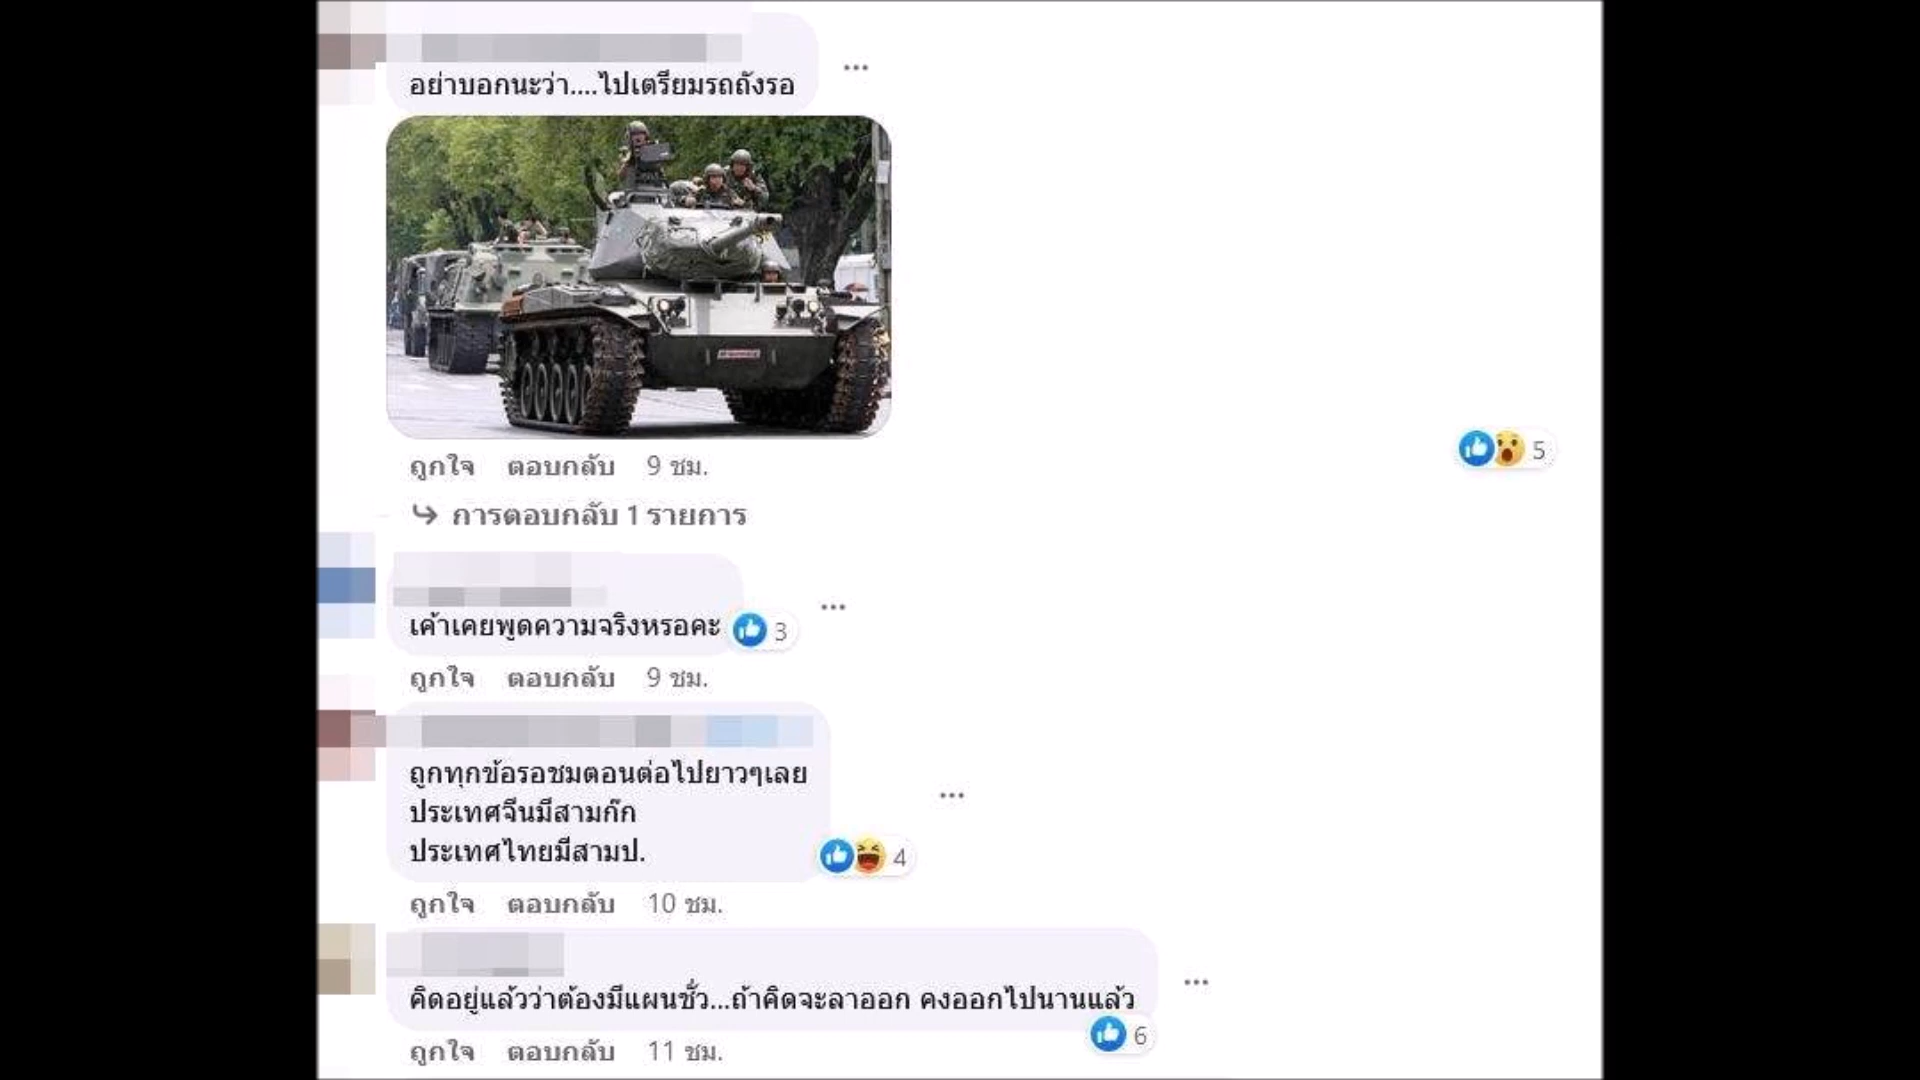 อย่าบอกนะว่า....ไปเตรียมรถถังรอ
ถูกใจ ตอบกลับ 9 ชม.
5
การตอบกลับ 1 รายการ
เค้าเคยพูดความจริงหรอคะ
3
ถูกใจ ตอบกลับ 9 ชม.
ถูกทุกข้อรอชมตอนต่อไปยาวๆเลย
ประเทศจีนมีสามก๊ก
ประเทศไทยมีสามป.
4
ถูกใจ ตอบกลับ 10 ชม.
คิดอยู่แล้วว่าต้องมีแผนชั่ว...ถ้าคิดจะลาออก คงออกไปนานแล้ว
6
ถูกใจ ตอบกลับ 11 ชม.